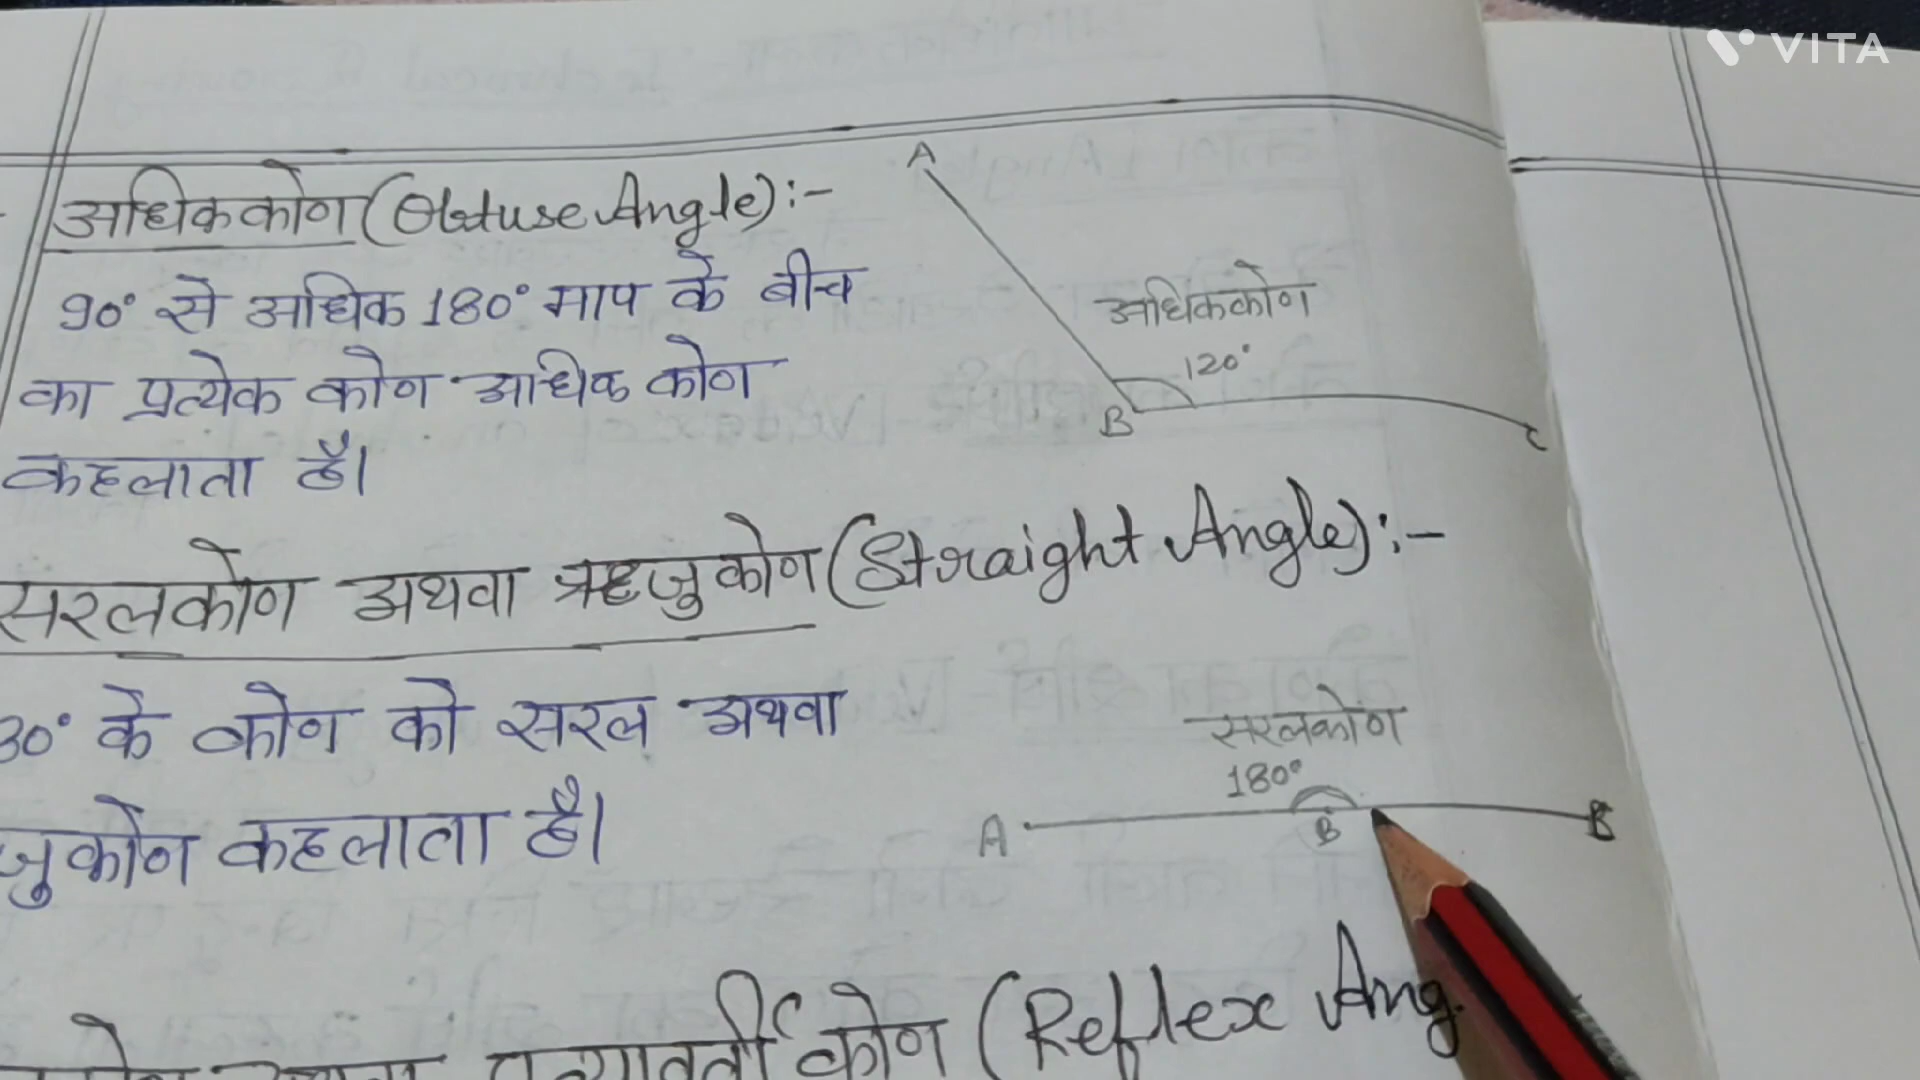 VITA
अधिककोण (Obtuse Angle):-
90° से अधिक 180° माप के बीच
का प्रत्येक कोण अधिक कोण
कहलाता है।
A
अधिककोण
120°
B
C
सरलकोण अथवा ऋजुकोण (Straight Angle):-
80° के कोण को सरल अथवा
जुकोण कहलाता है।
सरलकोण
180°
A
B
B
कोण (Reflex Ang